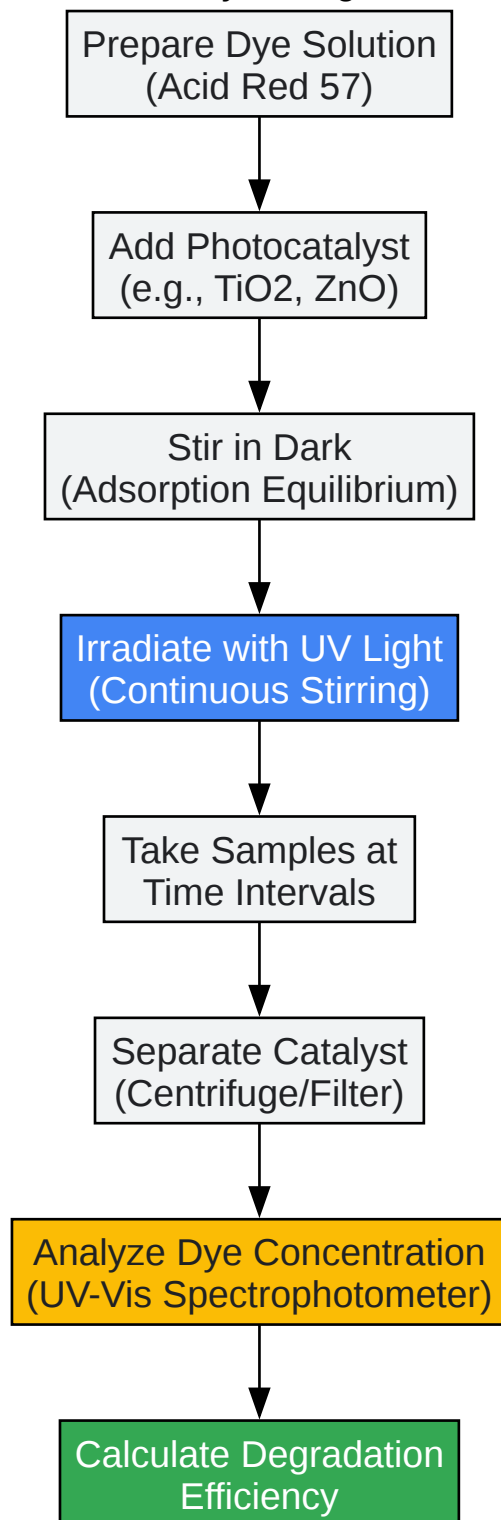 Prepare Dye Solution
(Acid Red 57)
Add Photocatalyst
(e.g., TiO2, ZnO)
Stir in Dark
(Adsorption Equilibrium)
Irradiate with UV Light
(Continuous Stirring)
Take Samples at
Time Intervals
Separate Catalyst
(Centrifuge/Filter)
Analyze Dye Concentration
(UV-Vis Spectrophotometer)
Calculate Degradation
Efficiency